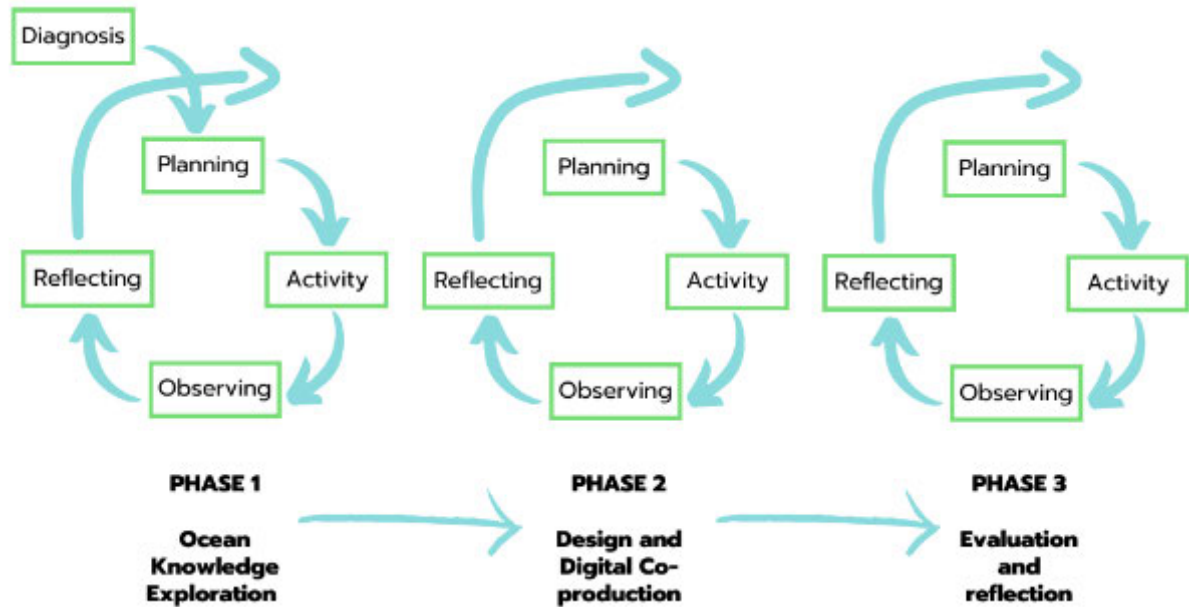 Diagnosis
Planning
Activity
Observing
Reflecting
Planning
Activity
Observing
Reflecting
Planning
Activity
Observing
Reflecting
PHASE 1
Ocean
Knowledge
Exploration
PHASE 2
Design and
Digital Co-
production
PHASE 3
Evaluation
and
reflection